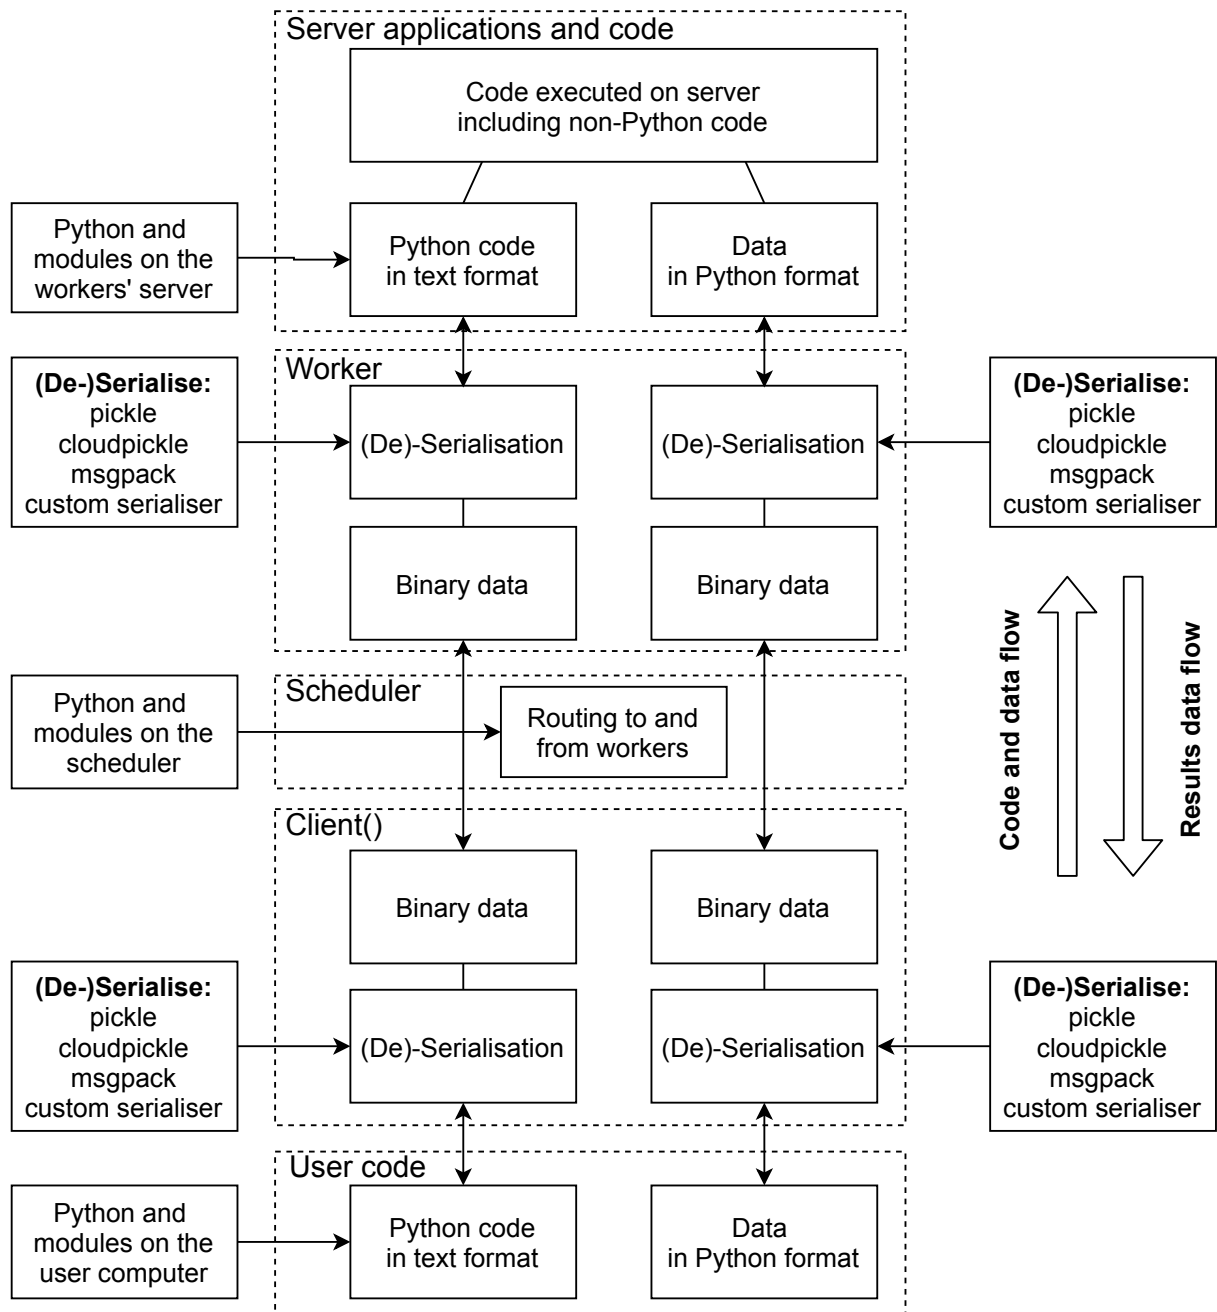 Server applications and code
Code executed on server
including non-Python code
Python and
modules on the
workers' server
Python code
in text format
Data
in Python format
Worker
(De-)Serialise:
pickle
cloudpickle
msgpack
custom serialiser
(De)-Serialisation
(De)-Serialisation
(De-)Serialise:
pickle
cloudpickle
msgpack
custom serialiser
Binary data
Binary data
Code and data flow
Results data flow
Scheduler
Python and
modules on the
scheduler
Routing to and
from workers
Client()
Binary data
Binary data
(De-)Serialise:
pickle
cloudpickle
msgpack
custom serialiser
(De)-Serialisation
(De)-Serialisation
(De-)Serialise:
pickle
cloudpickle
msgpack
custom serialiser
User code
Python and
modules on the
user computer
Python code
in text format
Data
in Python format